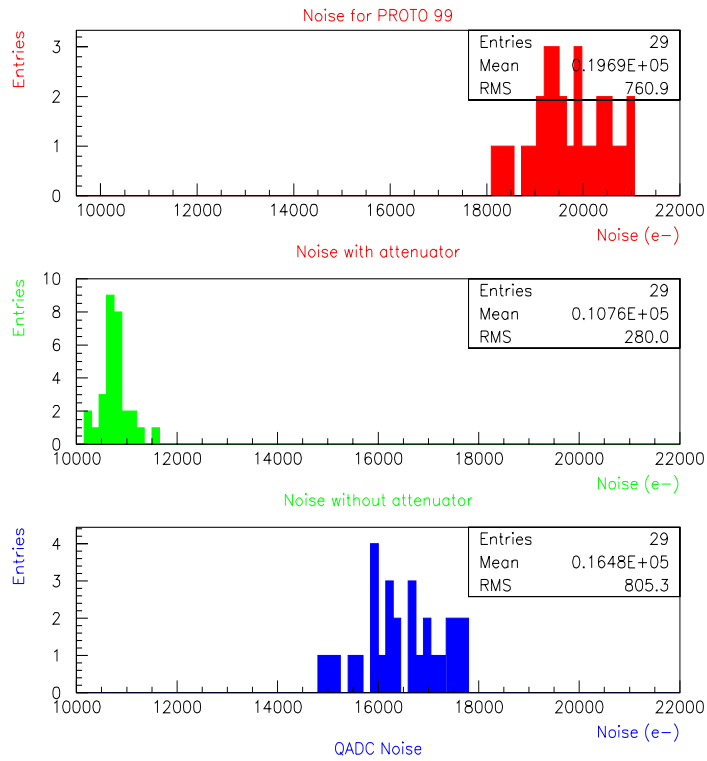 Noise for PROTO 99
Entries
3
2
1
0
Entries 29
Mean 0.1969E+05
RMS 760.9
10000 12000 14000 16000 18000 20000 22000
Noise (e-)
Noise with attenuator
Entries
10
8
6
4
2
0
Entries 29
Mean 0.1076E+05
RMS 280.0
10000 12000 14000 16000 18000 20000 22000
Noise (e-)
Noise without attenuator
Entries
4
3
2
1
0
Entries 29
Mean 0.1648E+05
RMS 805.3
10000 12000 14000 16000 18000 20000 22000
Noise (e-)
QADC Noise